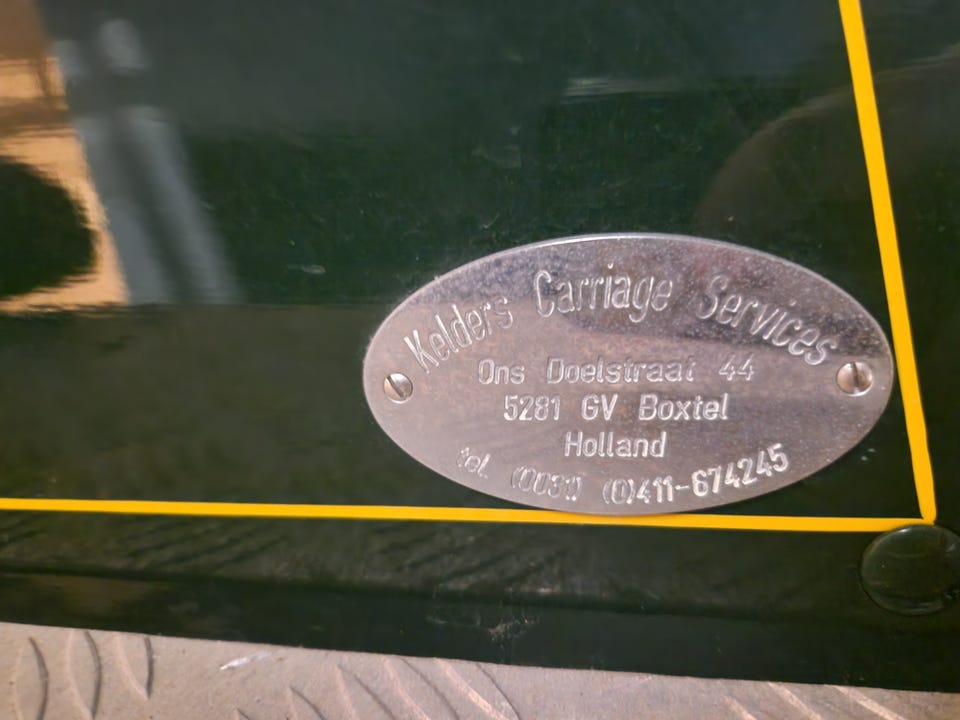 Kelders Carriage Services
Ons Doelstraat 44
5281 GV Boxtel
Holland
tel. (0031) (0)411-674245